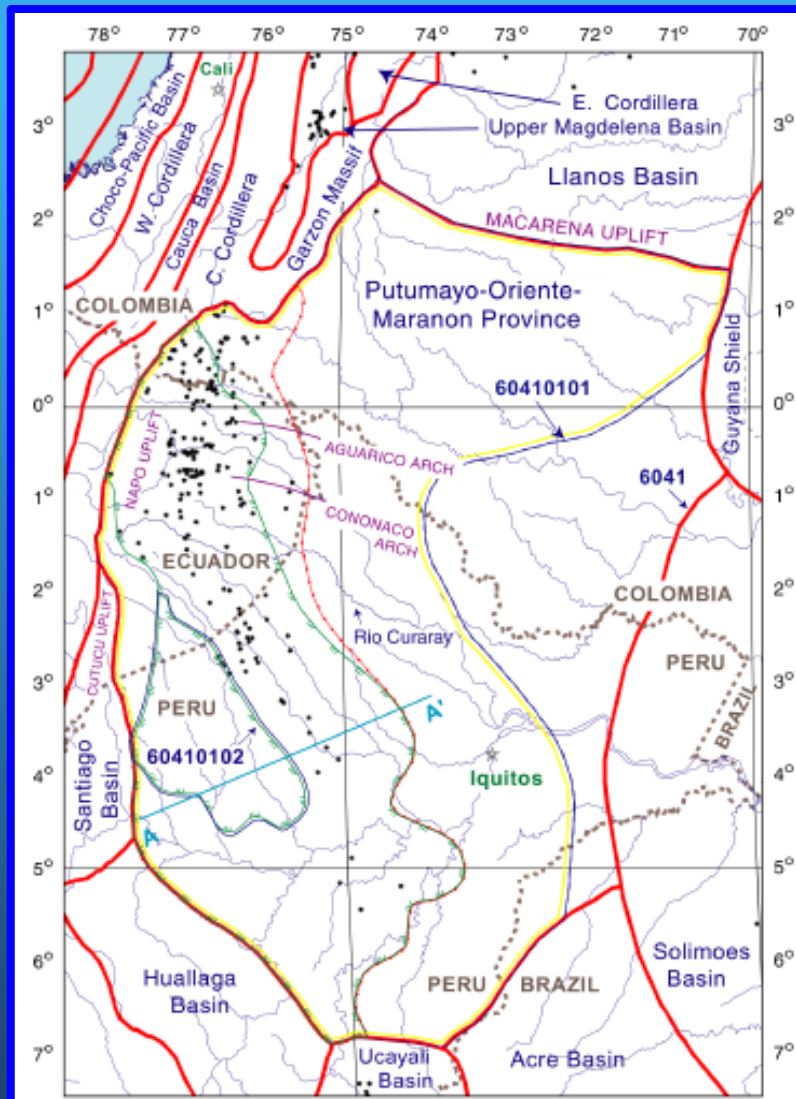 78° 77° 76° 75° 74° 73° 72° 71° 70°
Cali
E. Cordillera
Upper Magdelena Basin
3° 3°
Choco-Pacific Basin
W. Cordillera
Cauca Basin
C. Cordillera
Garzon Massif
Llanos Basin
2° 2°
MACARENA UPLIFT
COLOMBIA
1° 1°
Putumayo-Oriente-
Maranon Province
Guyana Shield
60410101
0° 0°
NAPO UPLIFT
AGUARICO ARCH
6041
1° 1°
CONONACO
ARCH
ECUADOR
2° 2°
COLOMBIA
CUTUCU UPLIFT
Rio Curaray
PERU
3° 3°
PERU
BRAZIL
A'
60410102
Iquitos
4° 4°
Santiago
Basin
A
5° 5°
Solimoes
Basin
6° 6°
Huallaga
Basin
PERU
BRAZIL
7° 7°
Ucayali
Basin
Acre Basin